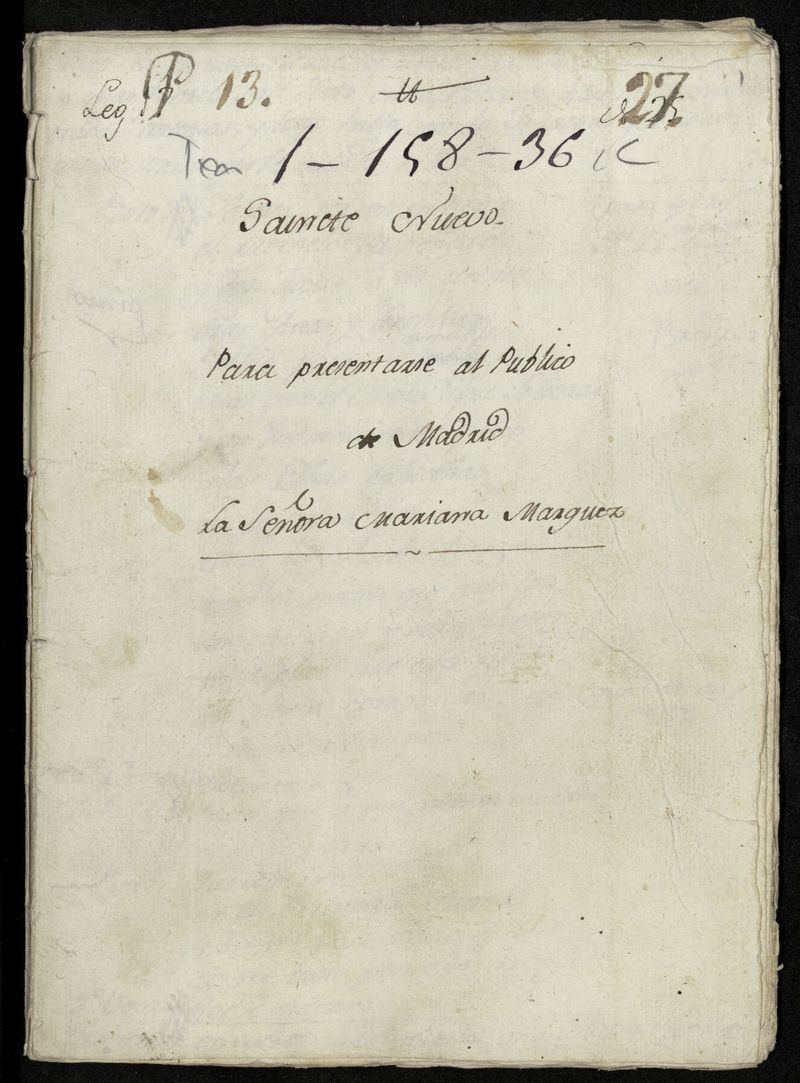 Leg 13. 27
Tea 1-158-36 C
Sainete Nuevo
Para presentarse al Publico
de Madrid
La Señora Mariana Marquez